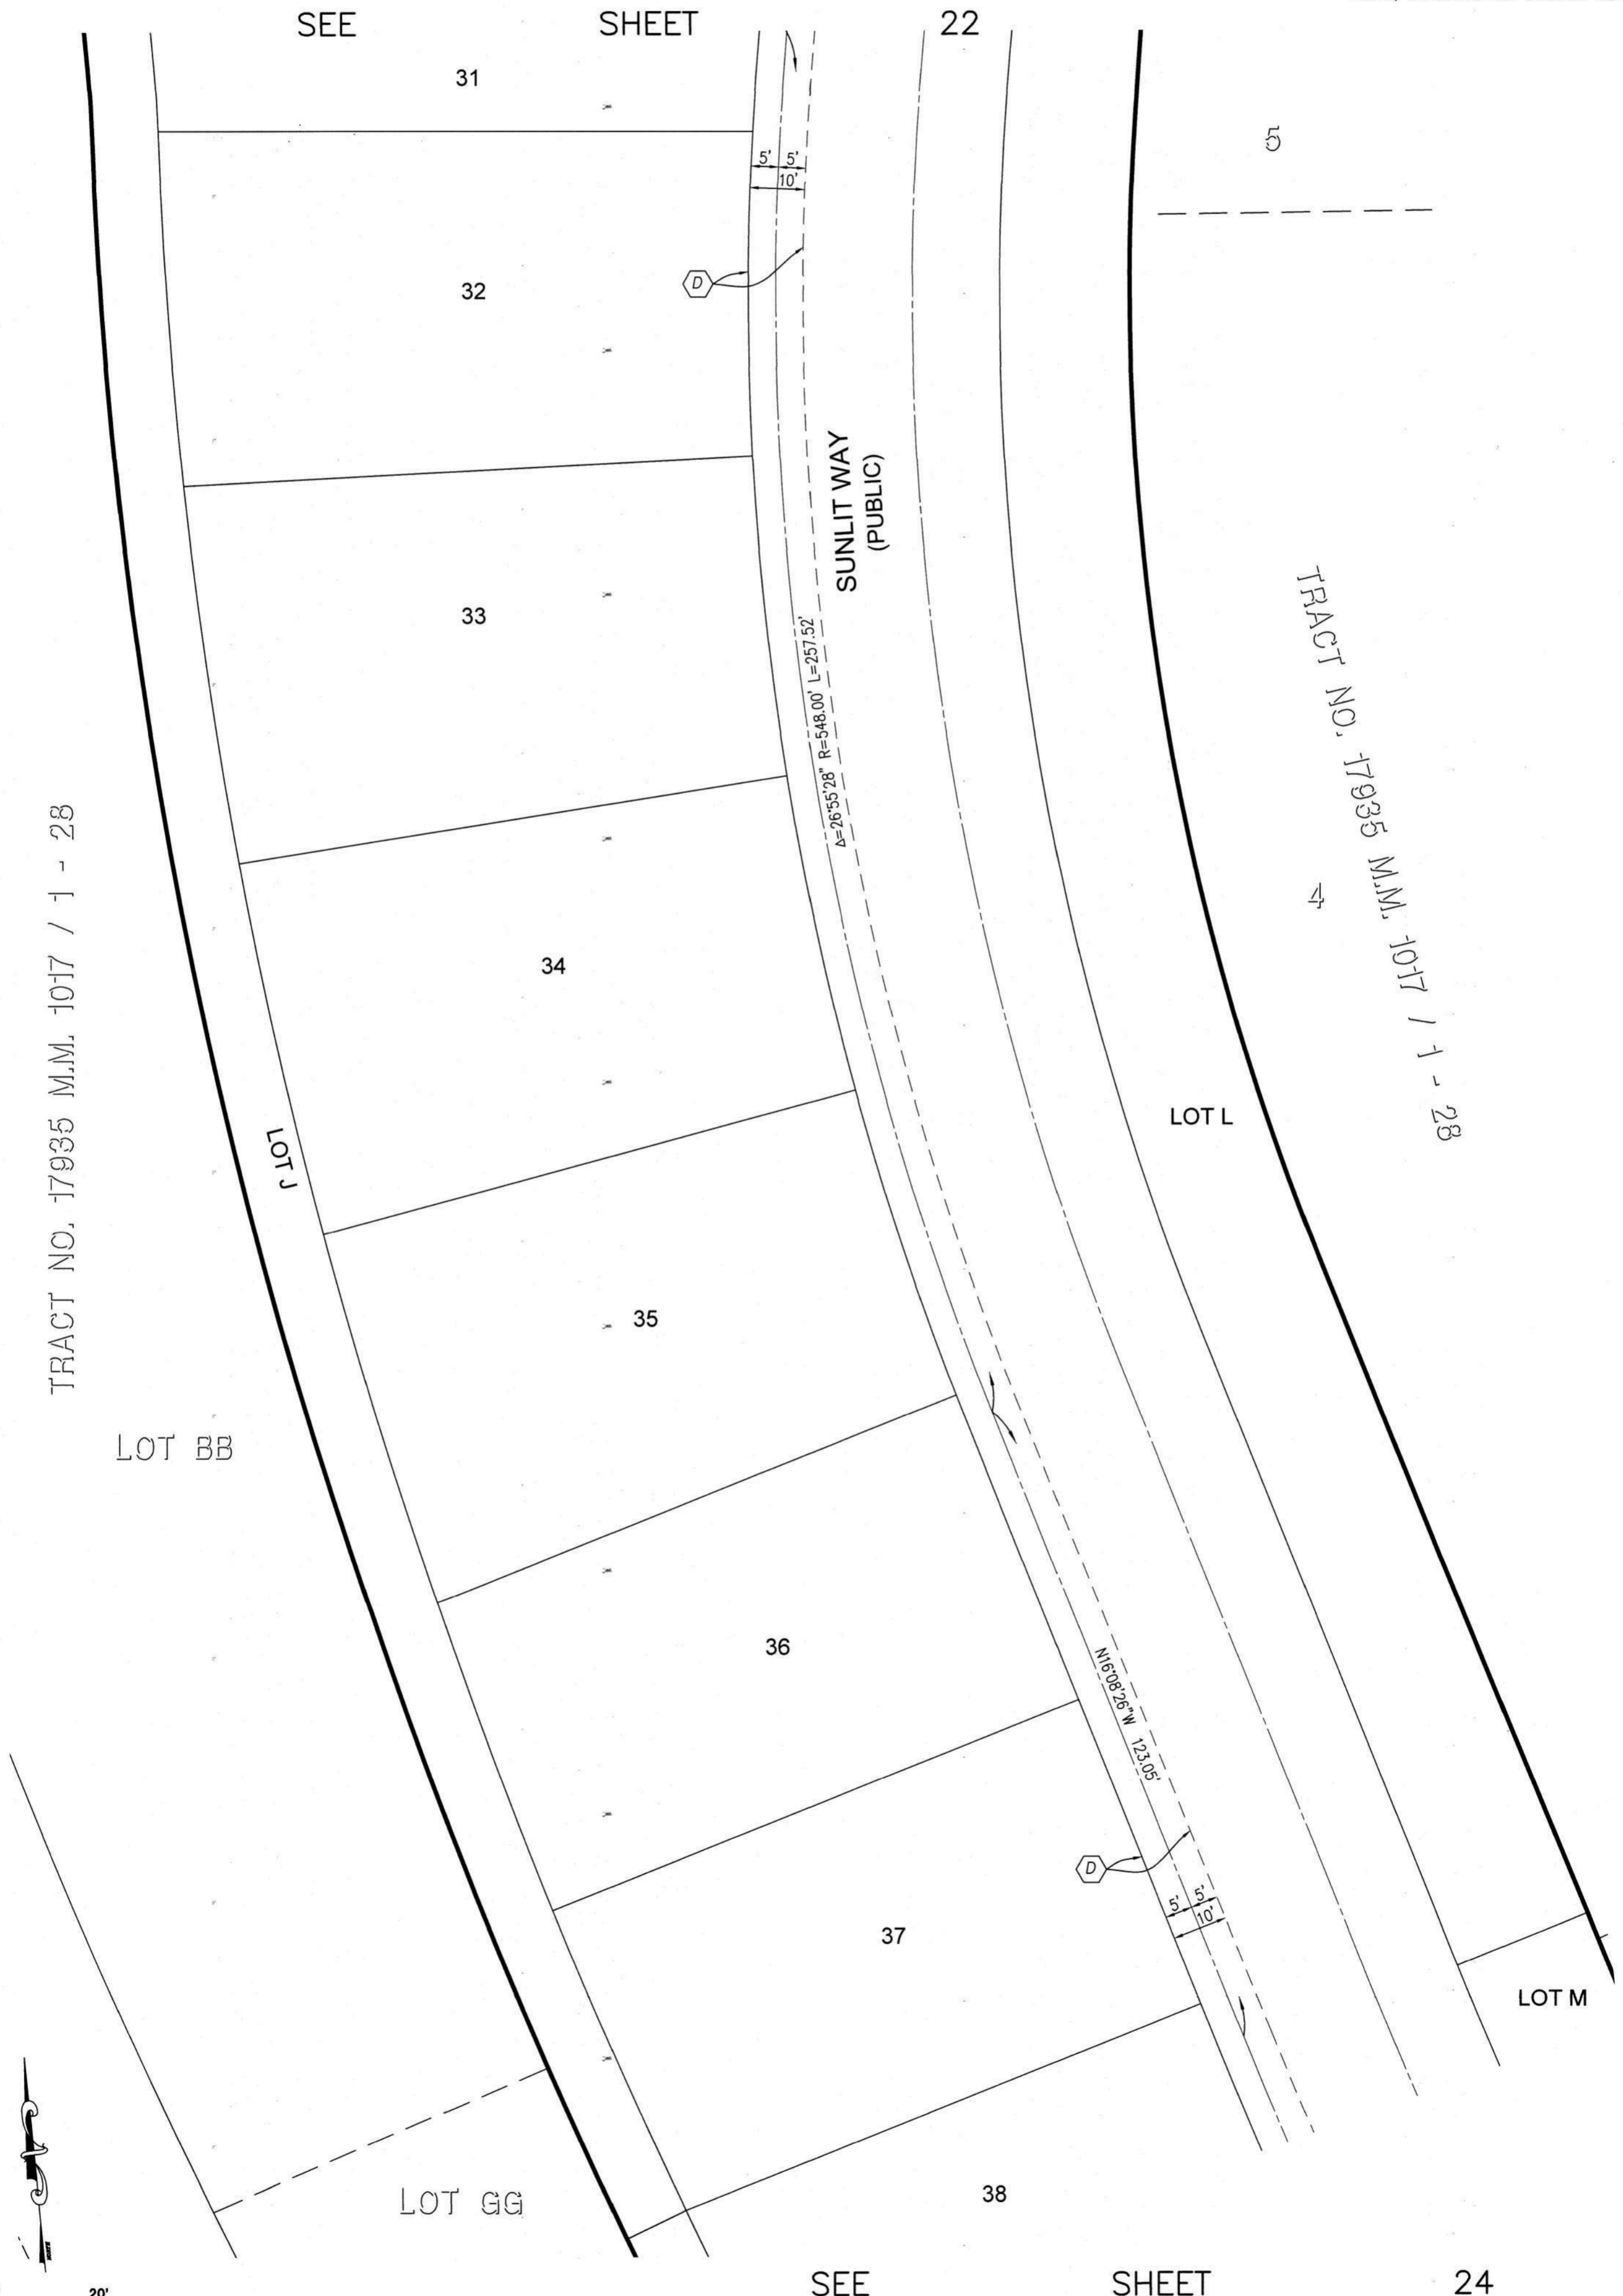 SEE SHEET 22
31
5
5' 5'
10'
32
D
SUNLIT WAY
(PUBLIC)
33
Δ=26°55'28" R=548.00' L=257.52'
TRACT NO. 17935 M.M. 1017 / 1 - 28
TRACT NO. 17935 M.M. 1017 / 1 - 28
4
34
LOT J
LOT L
35
LOT BB
36
N16°08'26"W 123.05'
D
5' 5'
10'
37
LOT M
LOT GG
38
20'
SEE SHEET 24